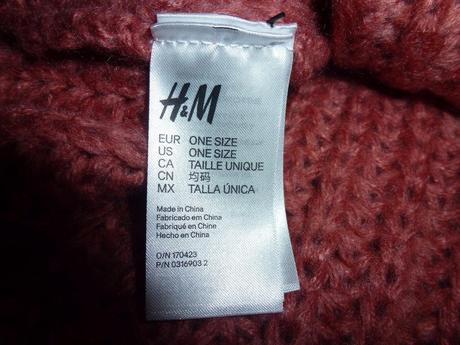 H&M
EUR ONE SIZE
US ONE SIZE
CA TAILLE UNIQUE
CN 均码
MX TALLA ÚNICA
Made in China
Fabricado em China
Fabriqué en Chine
Hecho en China
O/N 170423
P/N 0316903 2